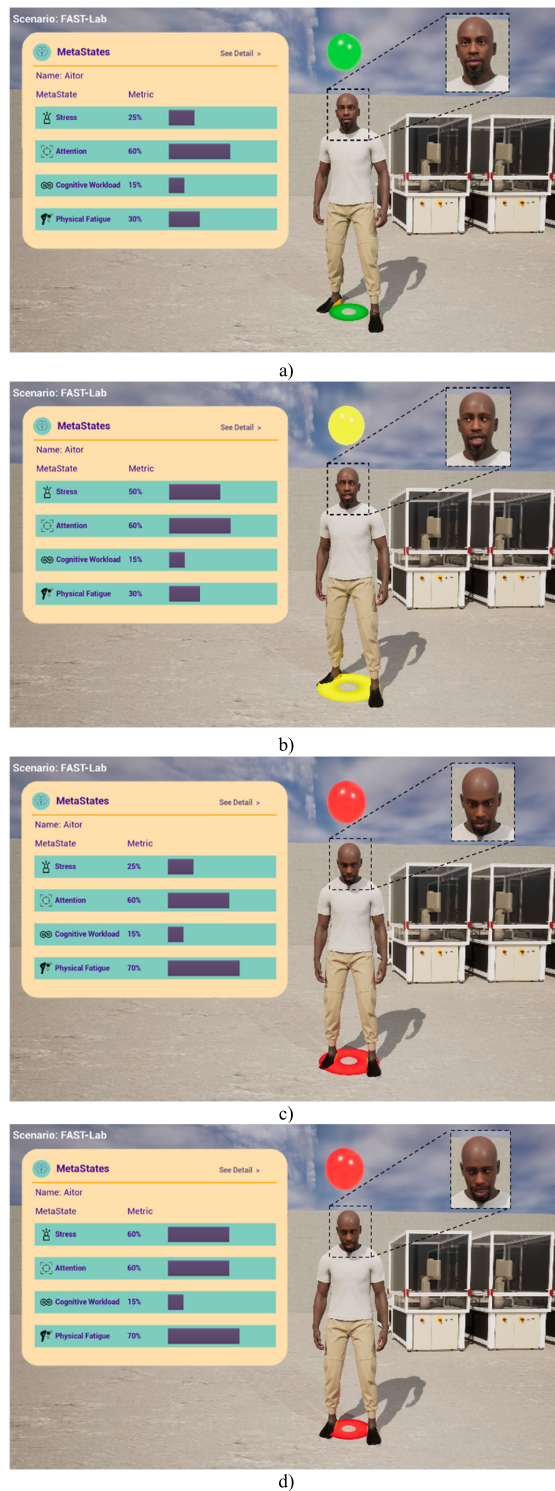 Scenario: FAST-Lab
MetaStates See Detail >
Name: Aitor
MetaState Metric
Stress 25%
Attention 60%
Cognitive Workload 15%
Physical Fatigue 30%
a)
Scenario: FAST-Lab
MetaStates See Detail >
Name: Aitor
MetaState Metric
Stress 50%
Attention 60%
Cognitive Workload 15%
Physical Fatigue 30%
b)
Scenario: FAST-Lab
MetaStates See Detail >
Name: Aitor
MetaState Metric
Stress 25%
Attention 60%
Cognitive Workload 15%
Physical Fatigue 70%
c)
Scenario: FAST-Lab
MetaStates See Detail >
Name: Aitor
MetaState Metric
Stress 60%
Attention 60%
Cognitive Workload 15%
Physical Fatigue 70%
d)